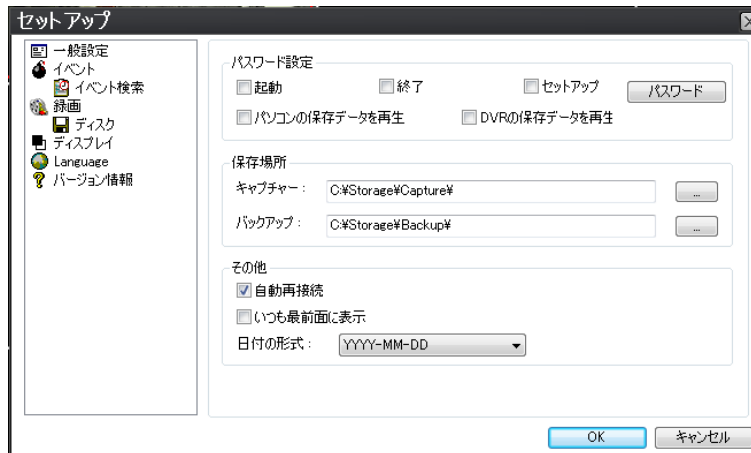 セットアップ
一般設定
イベント
イベント検索
録画
ディスク
ディスプレイ
Language
バージョン情報
パスワード設定
起動
終了
セットアップ
パスワード
パソコンの保存データを再生
DVRの保存データを再生
保存場所
キャプチャー:
C:¥Storage¥Capture¥
...
バックアップ:
C:¥Storage¥Backup¥
...
その他
自動再接続
いつも最前面に表示
日付の形式:
YYYY-MM-DD
OK
キャンセル